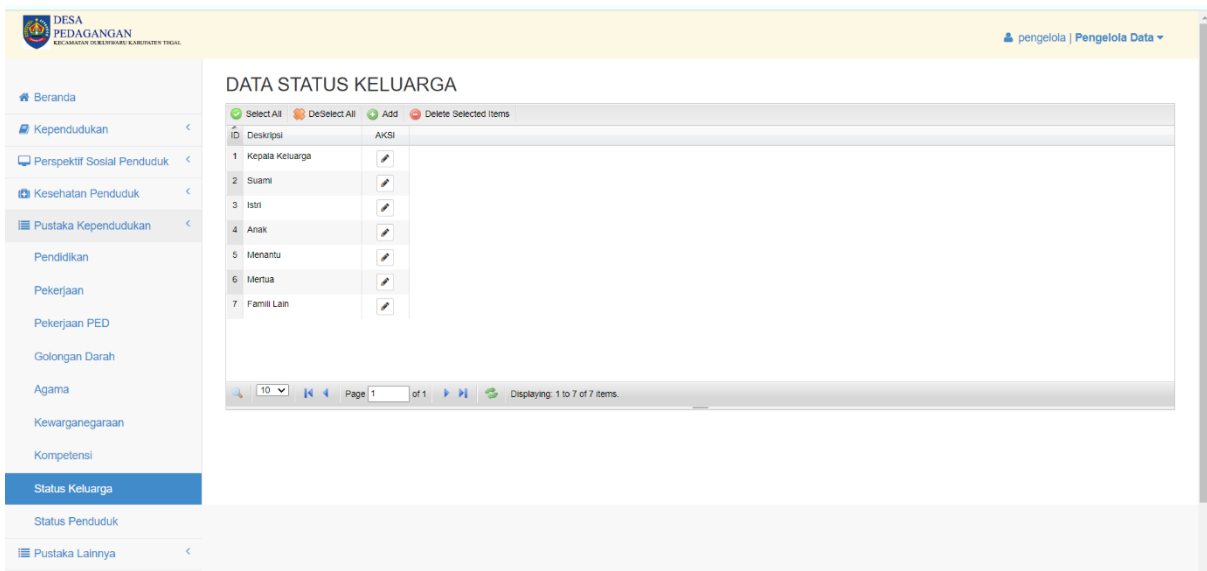 DESA
PEDAGANGAN
KECAMATAN DUKUHWARU KABUPATEN TEGAL
pengelola | Pengelola Data
Beranda
Kependudukan
Perspektif Sosial Penduduk
Kesehatan Penduduk
Pustaka Kependudukan
Pendidikan
Pekerjaan
Pekerjaan PED
Golongan Darah
Agama
Kewarganegaraan
Kompetensi
Status Keluarga
Status Penduduk
Pustaka Lainnya
DATA STATUS KELUARGA
Select All DeSelect All Add Delete Selected Items
ID Deskripsi AKSI
1 Kepala Keluarga
2 Suami
3 Istri
4 Anak
5 Menantu
6 Mertua
7 Famili Lain
10 Page 1 of 1 Displaying: 1 to 7 of 7 items.